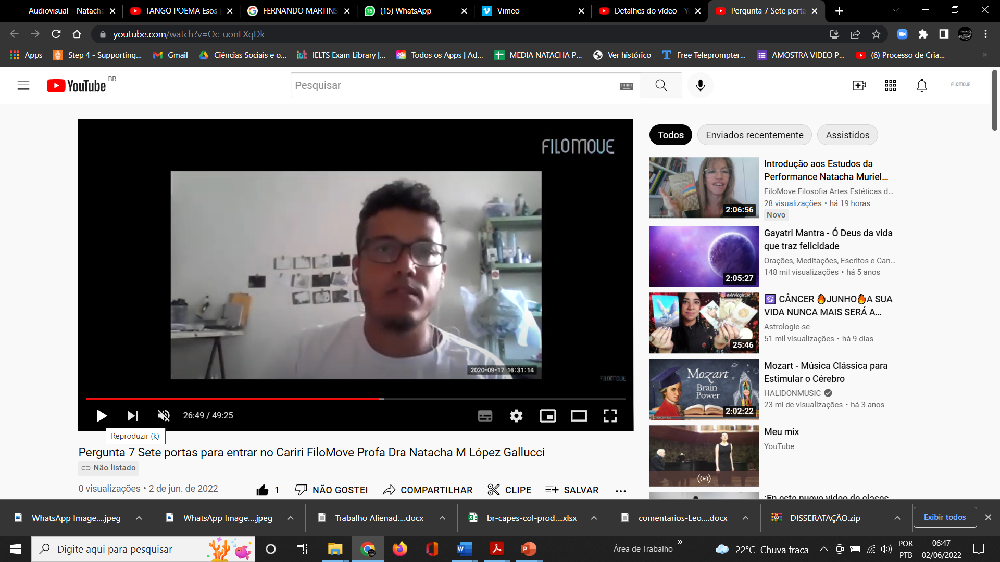 Audiovisual – Natacha
TANGO POEMA Esos
FERNANDO MARTINS
(15) WhatsApp
Vimeo
Detalhes do vídeo - Y
Pergunta 7 Sete porta
youtube.com/watch?v=Oc_uonFXqDk
Apps
Step 4 - Supporting...
Gmail
Ciências Sociais e o...
IELTS Exam Library |...
Todos os Apps | Ad...
MEDIA NATACHA P...
Ver histórico
Free Teleprompter...
AMOSTRA VIDEO P...
(6) Processo de Cria...
YouTube BR
Pesquisar
FILOMOVE
FILOMOVE
2020-09-17 16:31:14
FILOMOVE
26:49 / 49:25
Reproduzir (k)
Pergunta 7 Sete portas para entrar no Cariri FiloMove Profa Dra Natacha M López Gallucci
Não listado
0 visualizações • 2 de jun. de 2022
1
NÃO GOSTEI
COMPARTILHAR
CLIPE
SALVAR
Todos
Enviados recentemente
Assistidos
2:06:56
Introdução aos Estudos da
Performance Natacha Muriel...
FiloMove Filosofia Artes Estéticas d...
28 visualizações • há 19 horas
Novo
2:05:27
Gayatri Mantra - Ó Deus da vida
que traz felicidade
Orações, Meditações, Escritos e Can...
148 mil visualizações • há 5 anos
astrologie_se
25:46
♋ CÂNCER 🔥JUNHO🔥A SUA
VIDA NUNCA MAIS SERÁ A...
Astrologie-se
51 mil visualizações • há 9 dias
Mozart
Brain
Power
2:02:22
Mozart - Música Clássica para
Estimular o Cérebro
HALIDONMUSIC
23 mi de visualizações • há 3 anos
Meu mix
YouTube
¡En este nuevo video de clases
WhatsApp Image....jpeg
WhatsApp Image....jpeg
Trabalho Alienad....docx
br-capes-col-prod....xlsx
comentarios-Leo....docx
DISSERATAÇÃO.zip
Exibir todos
Digite aqui para pesquisar
Área de Trabalho
22°C Chuva fraca
POR
PTB
06:47
02/06/2022